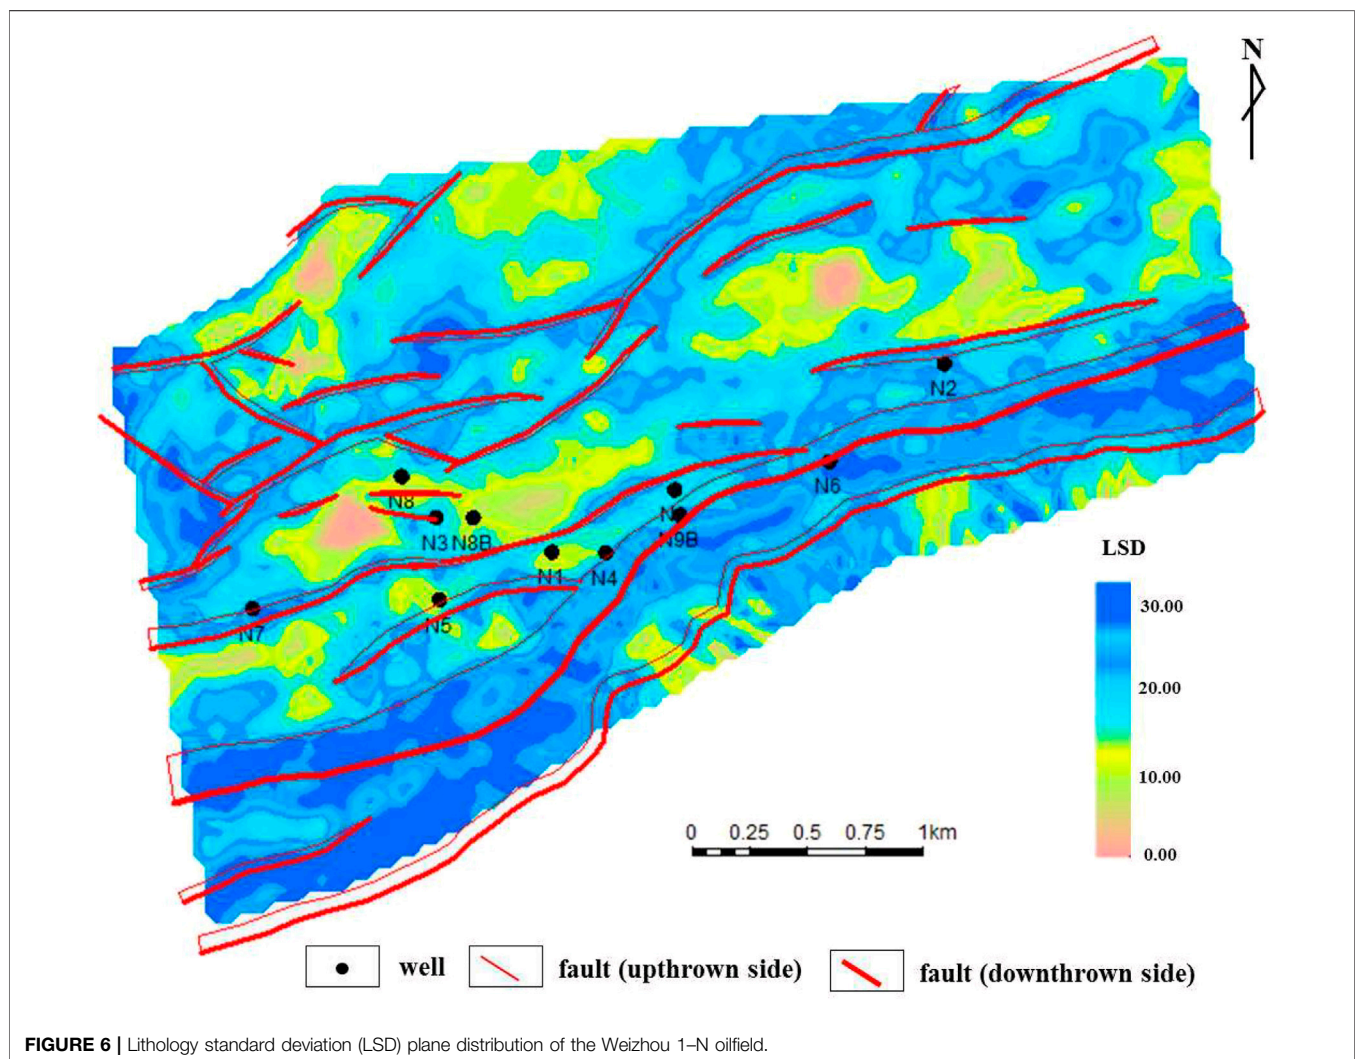 N
N2
N6
N8
N3
N8B
N9B
N1
N4
N5
N7
LSD
30.00
20.00
10.00
0.00
0 0.25 0.5 0.75 1km
well
fault (upthrown side)
fault (downthrown side)
FIGURE 6 | Lithology standard deviation (LSD) plane distribution of the Weizhou 1–N oilfield.